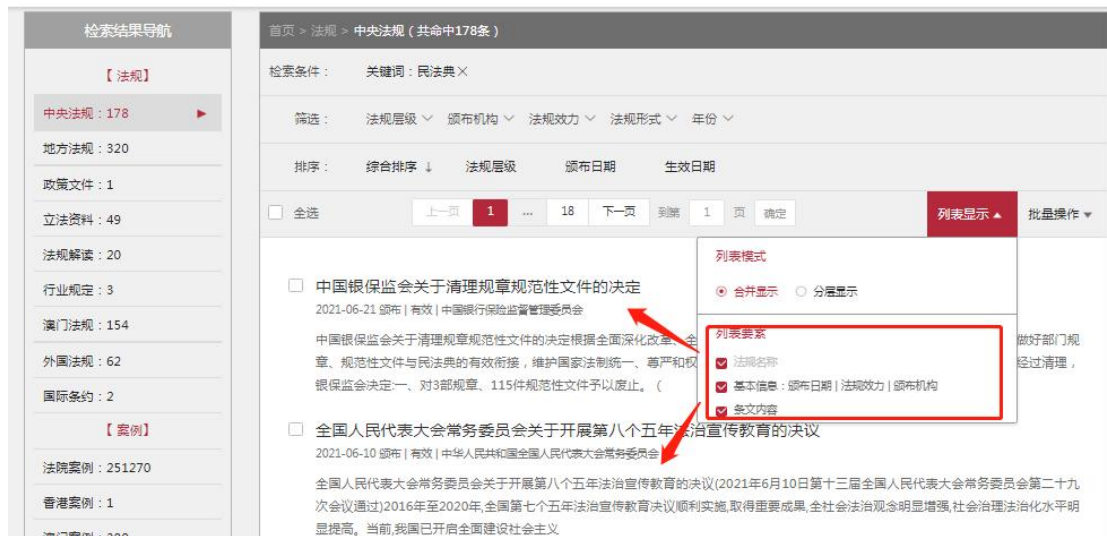 检索结果导航
【 法规】
中央法规：178
地方法规：320
政策文件：1
立法资料：49
法规解读：20
行业规定：3
澳门法规：154
外国法规：62
国际条约：2
【 案例】
法院案例：251270
香港案例：1
首页 > 法规 > 中央法规 ( 共命中178条 )
检索条件： 关键词：民法典×
筛选： 法规层级 颁布机构 法规效力 法规形式 年份
排序： 综合排序 ↓ 法规层级 颁布日期 生效日期
全选 上一页 1 ... 18 下一页 到第 1 页 确定 列表显示 ▲ 批量操作 ▼
列表模式
合并显示 分层显示
列表要素
法规名称
基本信息：颁布日期 | 法规效力 | 颁布机构
条文内容
中国银保监会关于清理规章规范性文件的决定
2021-06-21 颁布 | 有效 | 中国银行保险监督管理委员会
中国银保监会关于清理规章规范性文件的决定根据全面深化改革、全 做好部门规
章、规范性文件与民法典的有效衔接，维护国家法制统一、尊严和权 经过清理，
银保监会决定:一、对3部规章、115件规范性文件予以废止。 (
全国人民代表大会常务委员会关于开展第八个五年法治宣传教育的决议
2021-06-10 颁布 | 有效 | 中华人民共和国全国人民代表大会常务委员会
全国人民代表大会常务委员会关于开展第八个五年法治宣传教育的决议(2021年6月10日第十三届全国人民代表大会常务委员会第二十九
次会议通过)2016年至2020年,全国第七个五年法治宣传教育决议顺利实施,取得重要成果,全社会法治观念明显增强,社会治理法治化水平明
显提高。当前,我国已开启全面建设社会主义